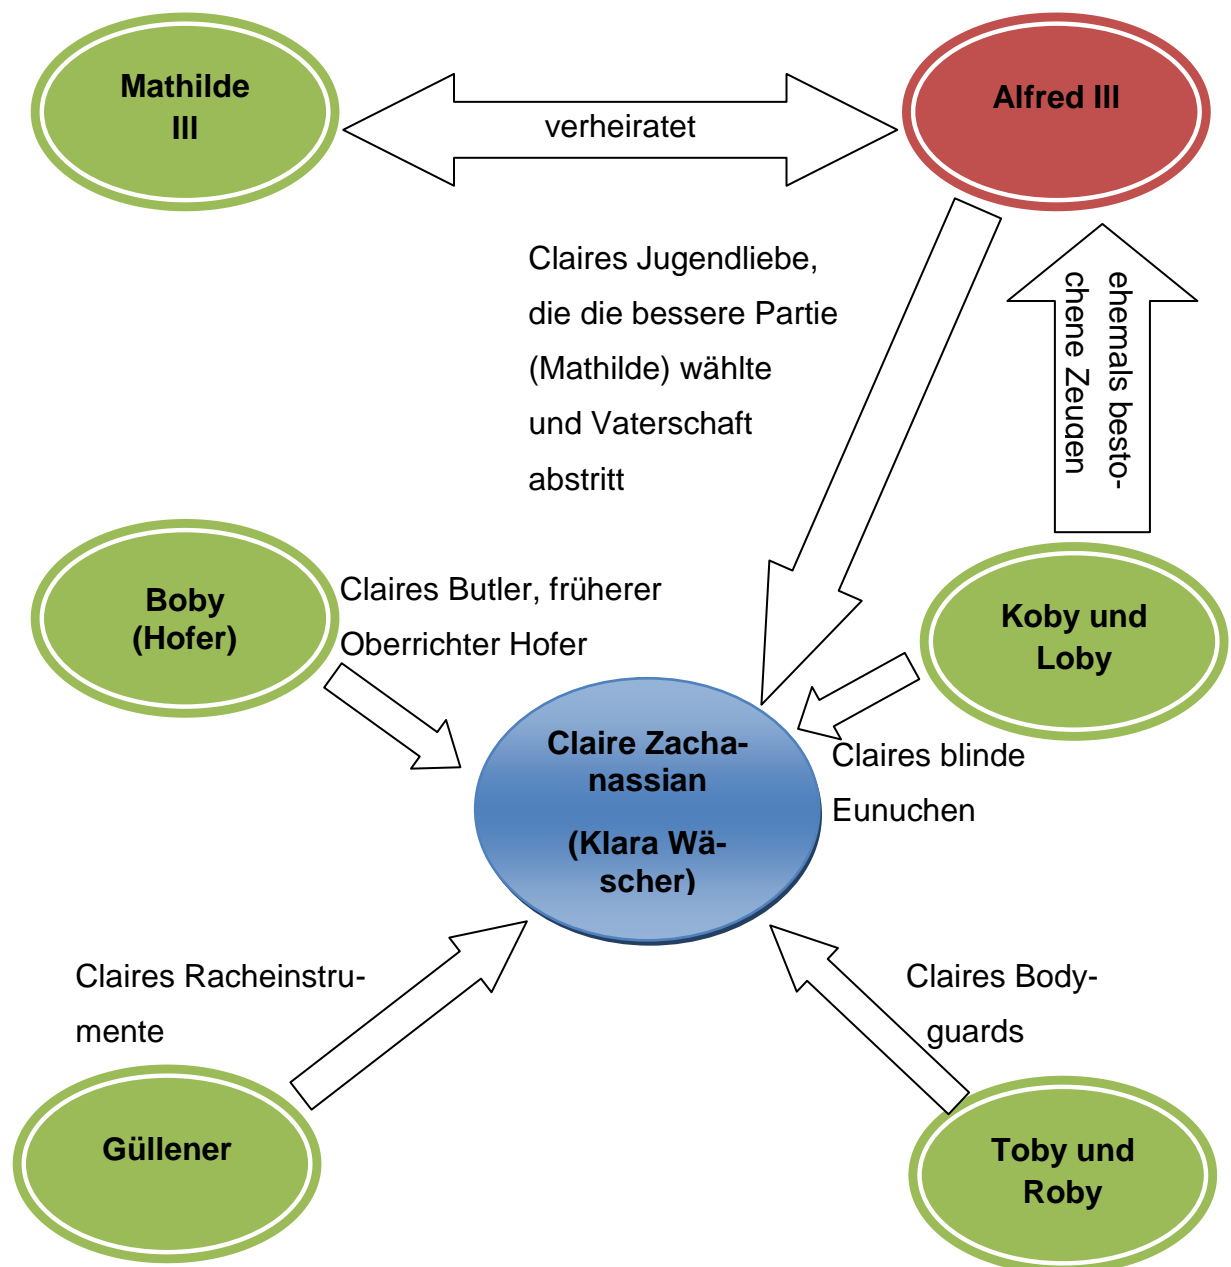 Mathilde
III
verheiratet
Alfred III
Claires Jugendliebe,
die die bessere Partie
(Mathilde) wählte
und Vaterschaft
abstritt
ehemals besto-
chene Zeugen
Boby
(Hofer)
Claires Butler, früherer
Oberrichter Hofer
Koby und
Loby
Claire Zacha-
nassian
(Klara Wä-
scher)
Claires blinde
Eunuchen
Claires Racheinstru-
mente
Claires Body-
guards
Güllener
Toby und
Roby